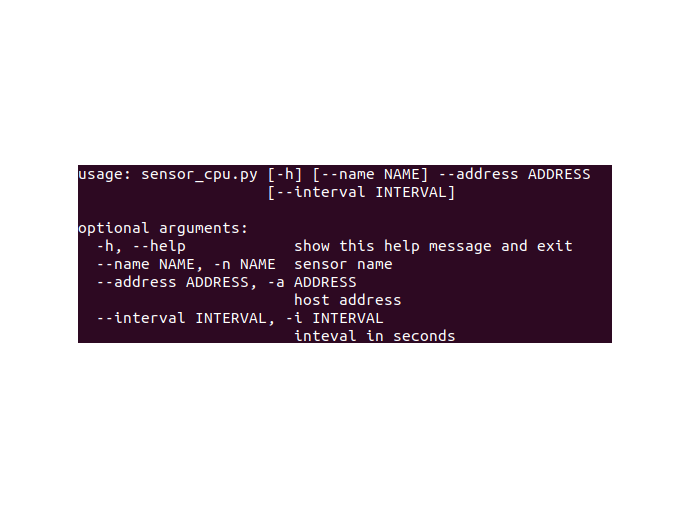 usage: sensor_cpu.py [-h] [--name NAME] --address ADDRESS
                     [--interval INTERVAL]

optional arguments:
  -h, --help            show this help message and exit
  --name NAME, -n NAME  sensor name
  --address ADDRESS, -a ADDRESS
                        host address
  --interval INTERVAL, -i INTERVAL
                        inteval in seconds